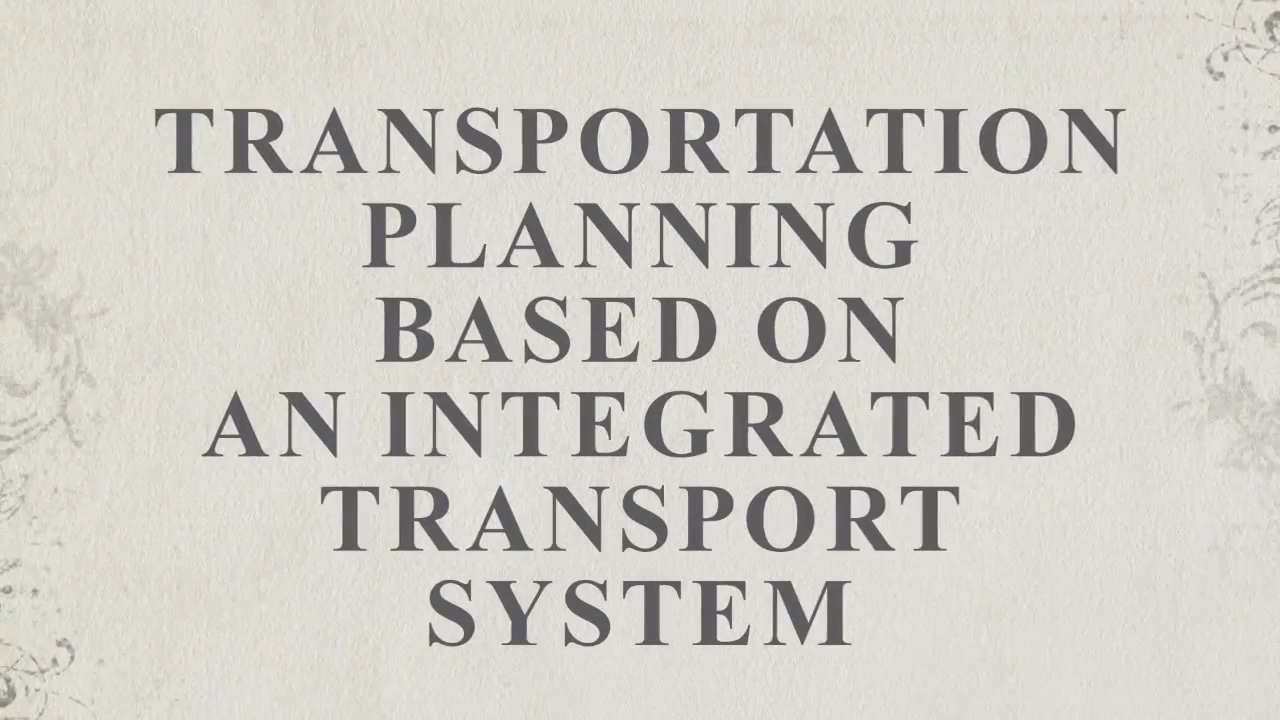 TRANSPORTATION
PLANNING
BASED ON
AN INTEGRATED
TRANSPORT
SYSTEM